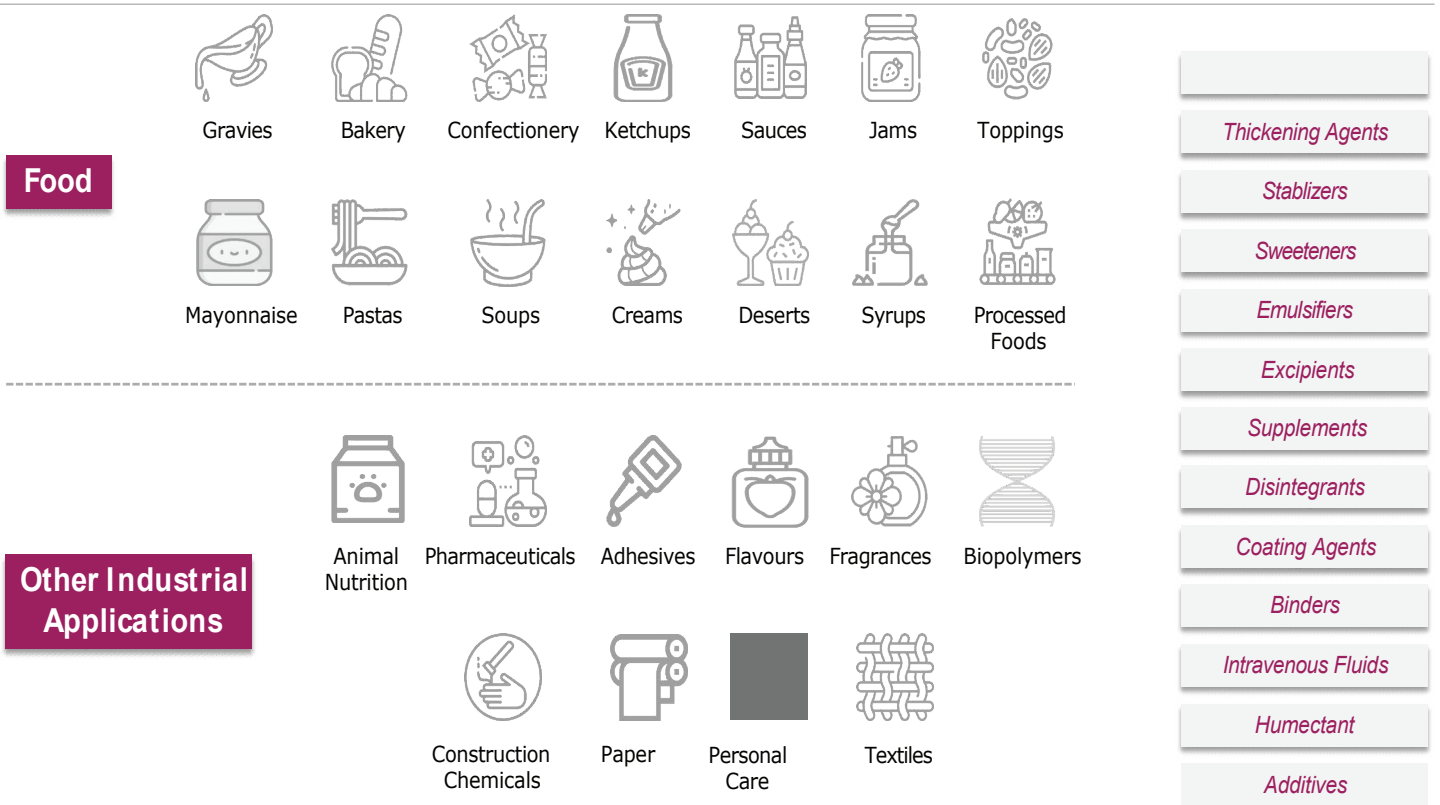 Gravies
Bakery
Confectionery
k
Ketchups
Sauces
Jams
Toppings
Food
Mayonnaise
Pastas
Soups
Creams
Deserts
Syrups
Processed
Foods
Other Industrial
Applications
Animal
Nutrition
Pharmaceuticals
Adhesives
Flavours
Fragrances
Biopolymers
Construction
Chemicals
Paper
Personal
Care
Textiles
Thickening Agents
Stablizers
Sweeteners
Emulsifiers
Excipients
Supplements
Disintegrants
Coating Agents
Binders
Intravenous Fluids
Humectant
Additives